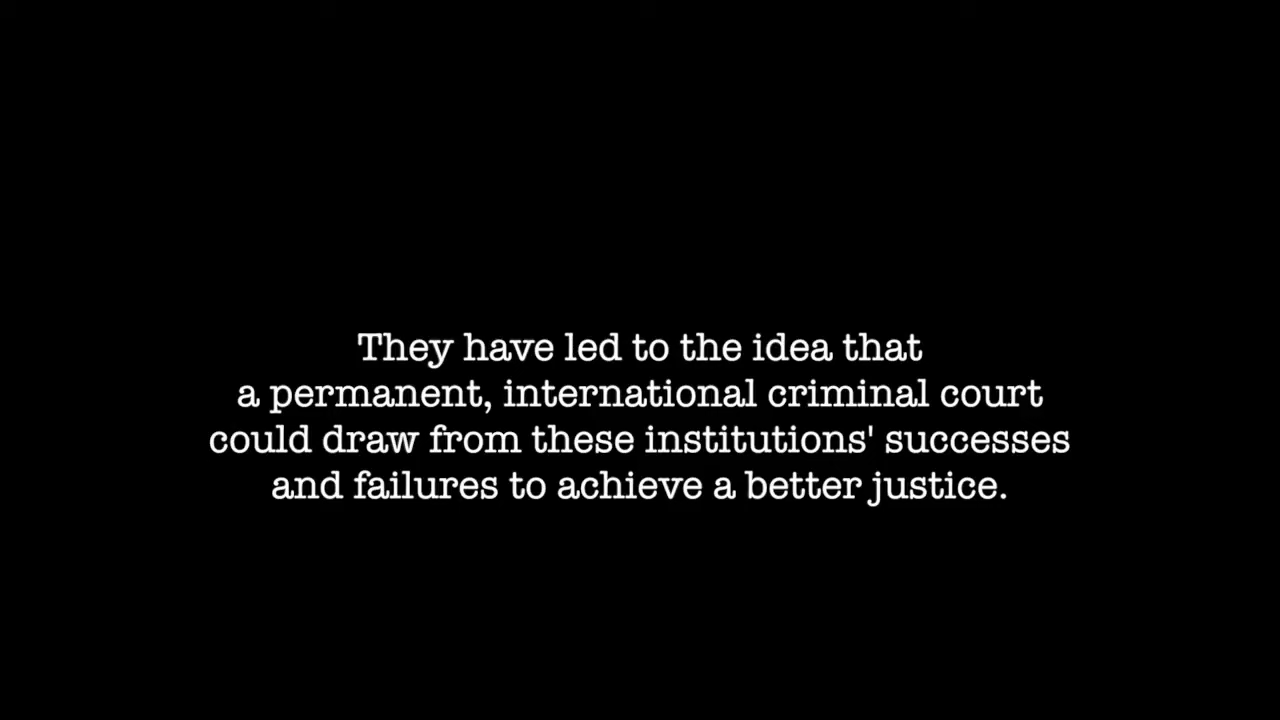 They have led to the idea that
a permanent, international criminal court
could draw from these institutions' successes
and failures to achieve a better justice.